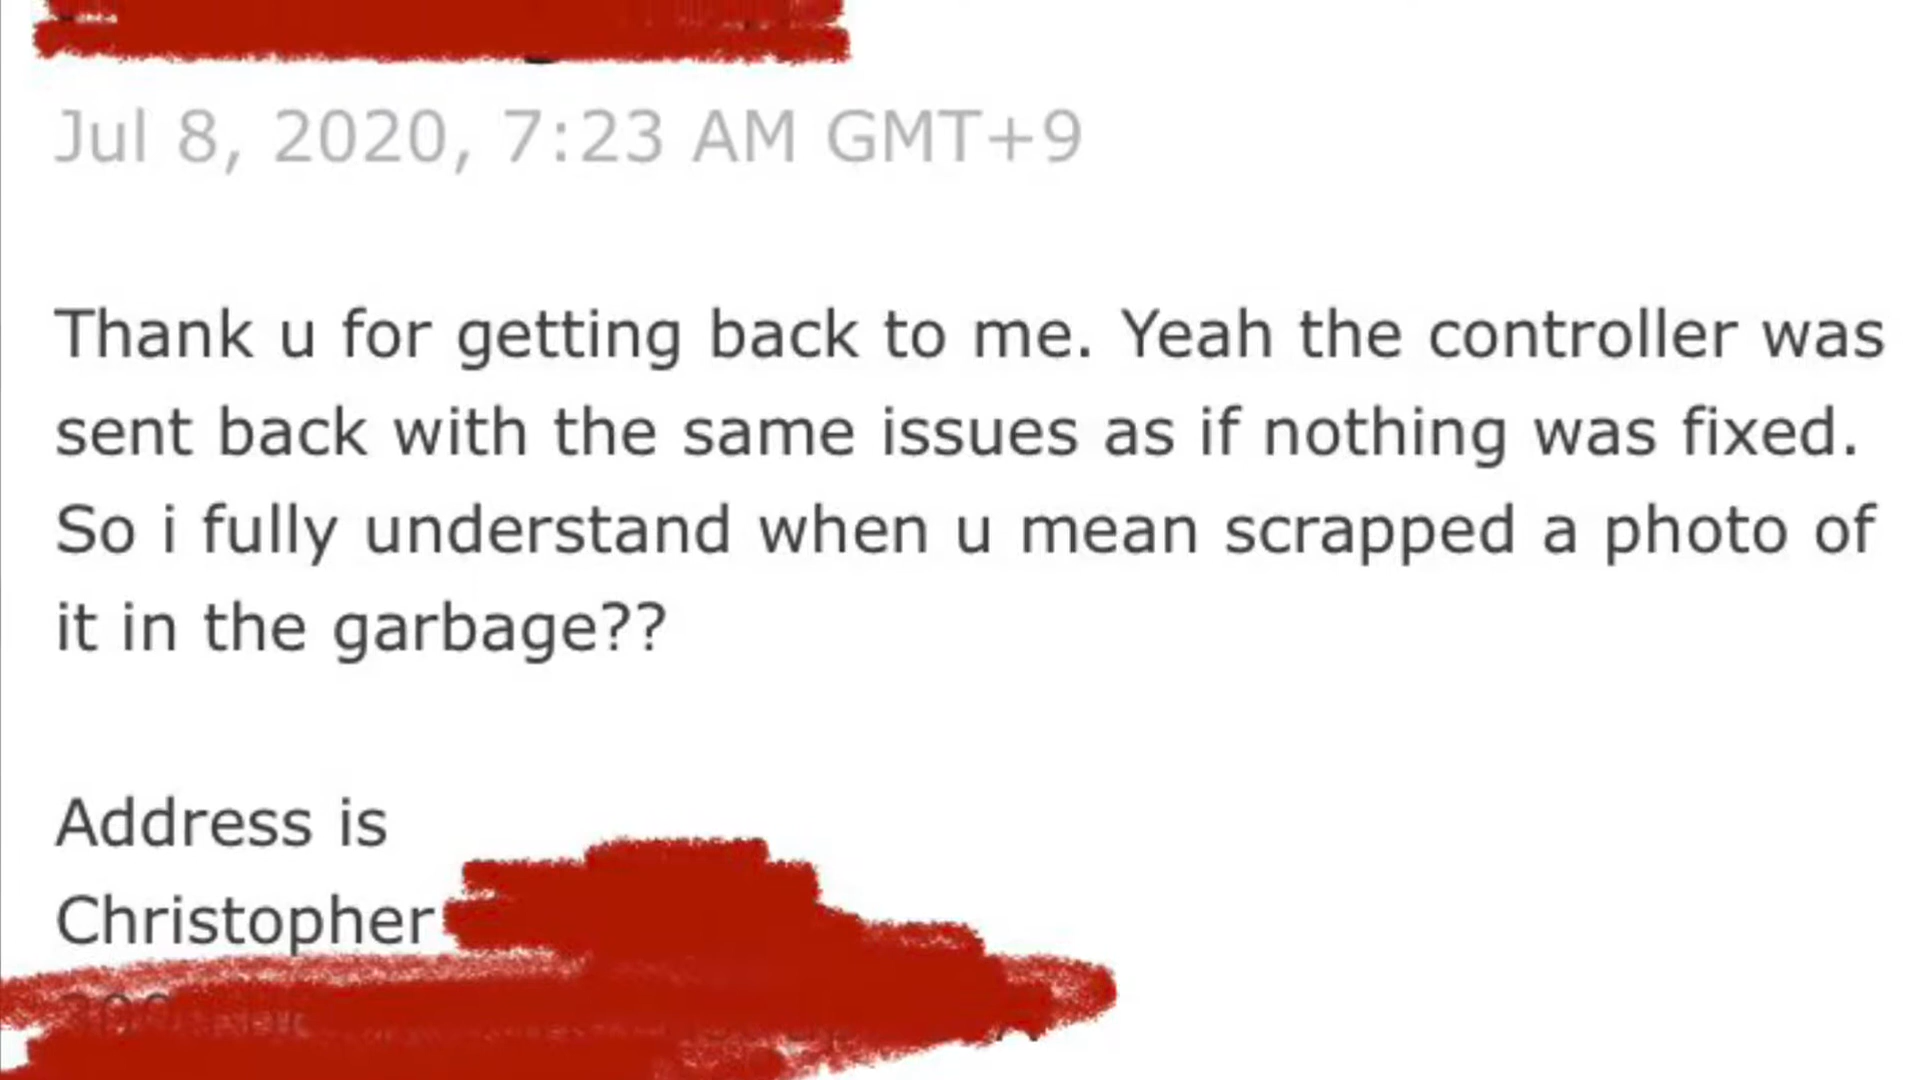 Jul 8, 2020, 7:23 AM GMT+9
Thank u for getting back to me. Yeah the controller was
sent back with the same issues as if nothing was fixed.
So i fully understand when u mean scrapped a photo of
it in the garbage??
Address is
Christopher